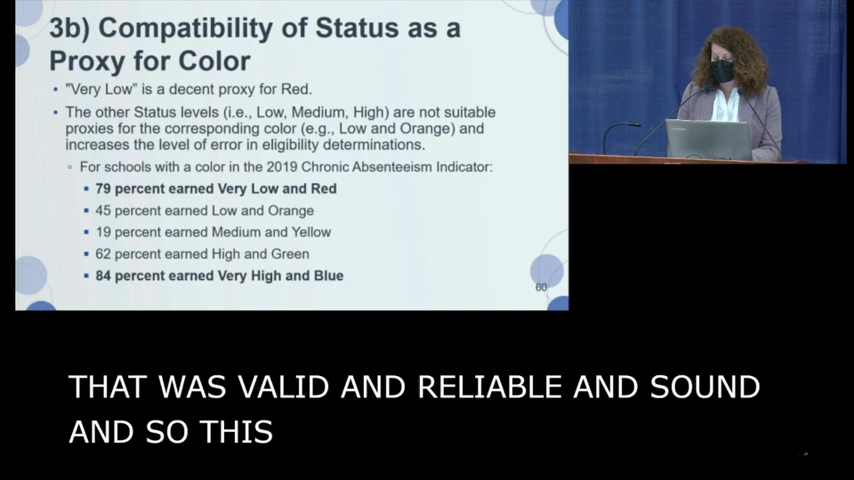 3b) Compatibility of Status as a
Proxy for Color
• "Very Low" is a decent proxy for Red.
• The other Status levels (i.e., Low, Medium, High) are not suitable
proxies for the corresponding color (e.g., Low and Orange) and
increases the level of error in eligibility determinations.
◦ For schools with a color in the 2019 Chronic Absenteeism Indicator:
▪ 79 percent earned Very Low and Red
▪ 45 percent earned Low and Orange
▪ 19 percent earned Medium and Yellow
▪ 62 percent earned High and Green
▪ 84 percent earned Very High and Blue
60
THAT WAS VALID AND RELIABLE AND SOUND
AND SO THIS